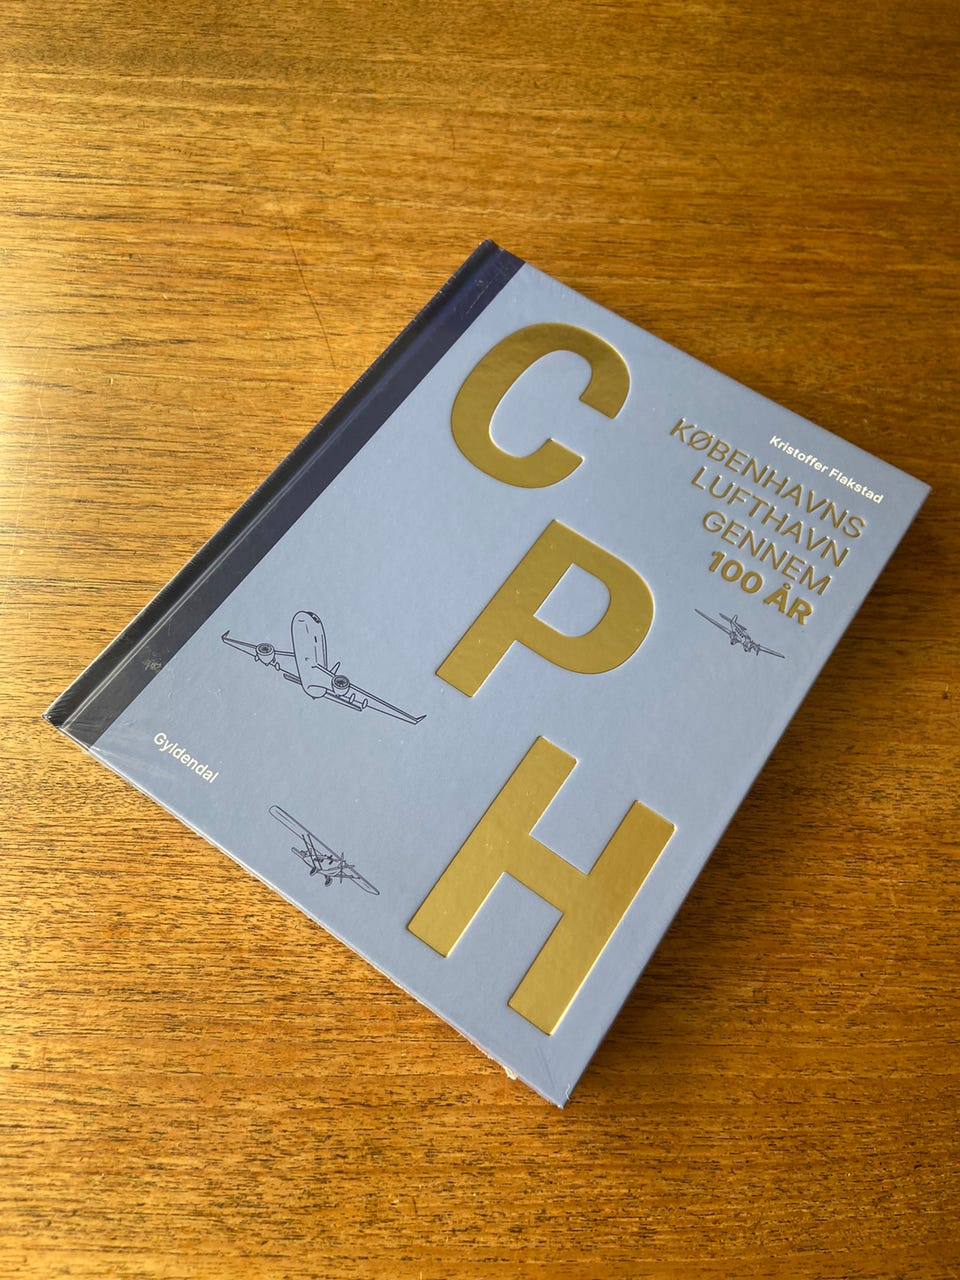 C
P
H
Kristoffer Flakstad
KØBENHAVNS
LUFTHAVN
GENNEM
100 ÅR
Gyldendal